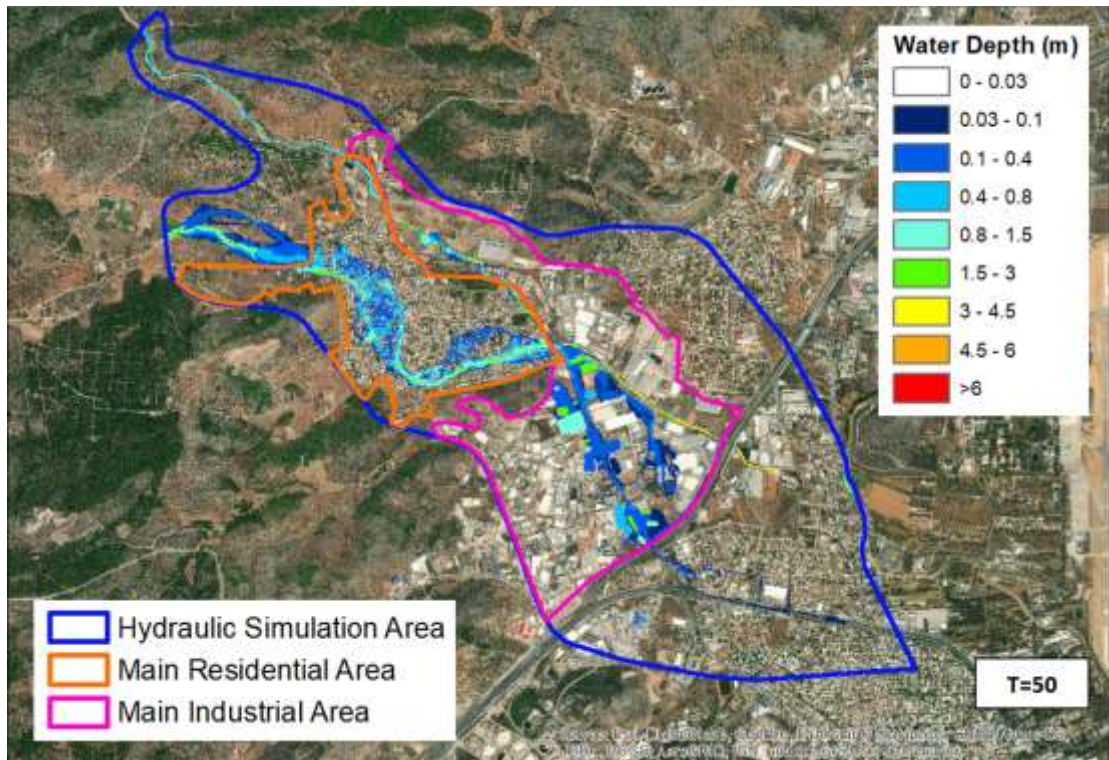 Water Depth (m)
0 - 0.03
0.03 - 0.1
0.1 - 0.4
0.4 - 0.8
0.8 - 1.5
1.5 - 3
3 - 4.5
4.5 - 6
>6
Hydraulic Simulation Area
Main Residential Area
Main Industrial Area
T=50